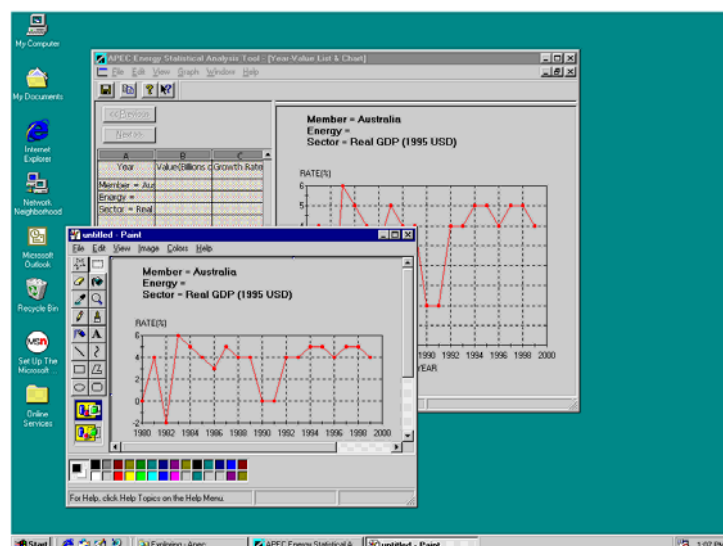 My Computer
My Documents
Internet
Explorer
Network
Neighborhood
Microsoft
Outlook
Recycle Bin
msn
Set Up The
Microsoft ...
Online
Services
APEC Energy Statistical Analysis Tool - [Year-Value List & Chart]
File Edit View Graph Window Help
<< Previous
Next >>
A B C
Year Value(Billions o Growth Rate
Member = Aus
Energy =
Sector = Real
Member = Australia
Energy =
Sector = Real GDP (1995 USD)
RATE(%)
6
5
4
1990 1992 1994 1996 1998 2000
YEAR
untitled - Paint
File Edit View Image Colors Help
Member = Australia
Energy =
Sector = Real GDP (1995 USD)
RATE(%)
6
4
2
0
-2
1980 1982 1984 1986 1988 1990 1992 1994 1996 1998 2000
For Help, click Help Topics on the Help Menu.
Start
Exploring - Apec
APEC Energy Statistical A...
untitled - Paint
1:07 PM